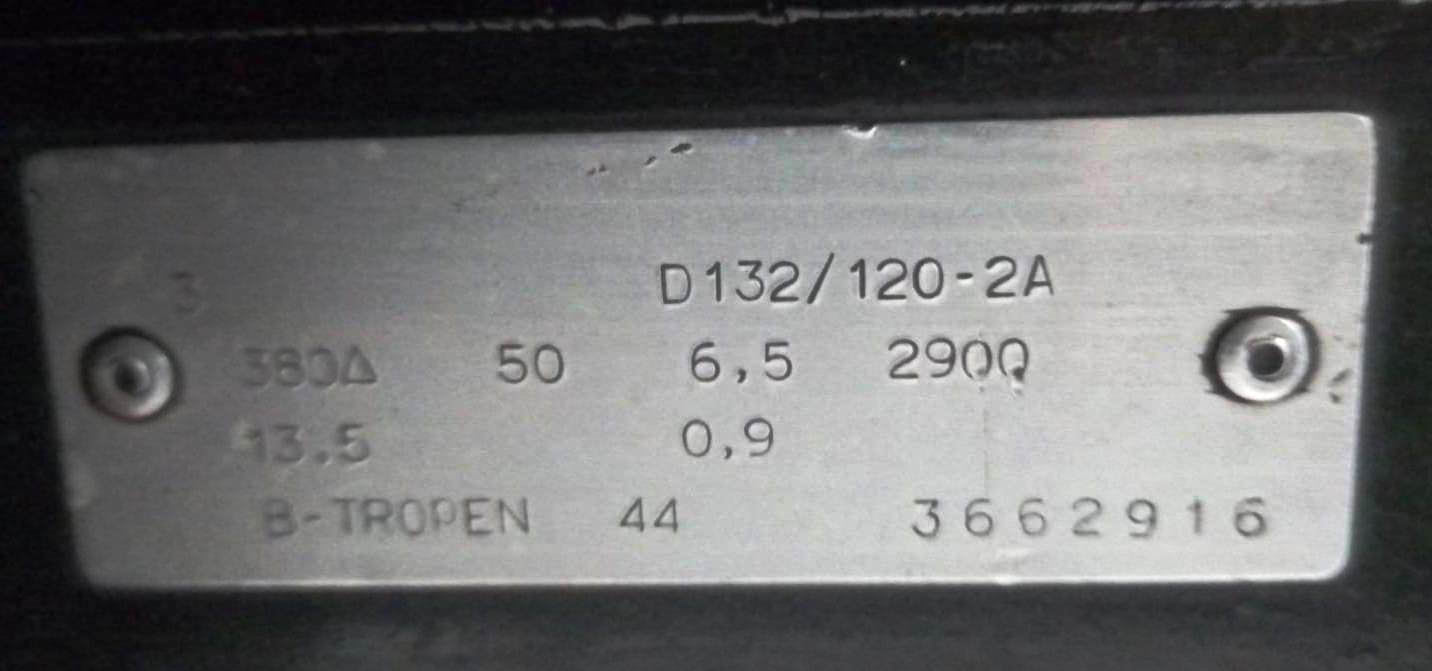 3 D132/120-2A
380Δ 50 6,5 2900
13.5 0,9
B-TROPEN 44 3662916